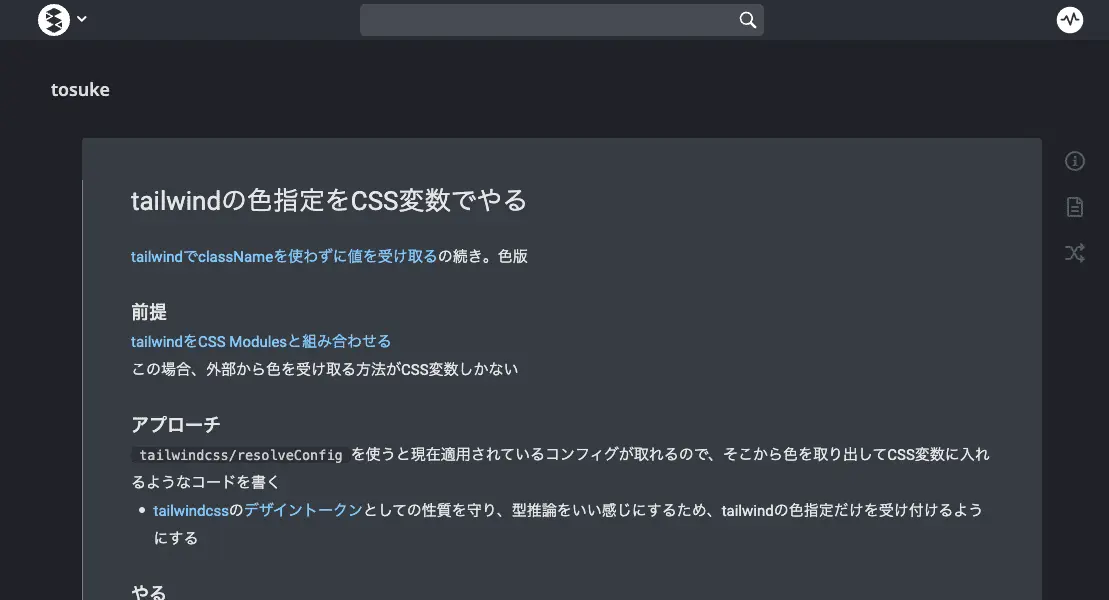 tosuke
tailwindの色指定をCSS変数でやる
tailwindでclassNameを使わずに値を受け取るの続き。色版
前提
tailwindをCSS Modulesと組み合わせる
この場合、外部から色を受け取る方法がCSS変数しかない
アプローチ
tailwindcss/resolveConfig を使うと現在適用されているコンフィグが取れるので、そこから色を取り出してCSS変数に入れ
るようなコードを書く
tailwindcssのデザイントークンとしての性質を守り、型推論をいい感じにするため、tailwindの色指定だけを受け付けるよう
にする
やる